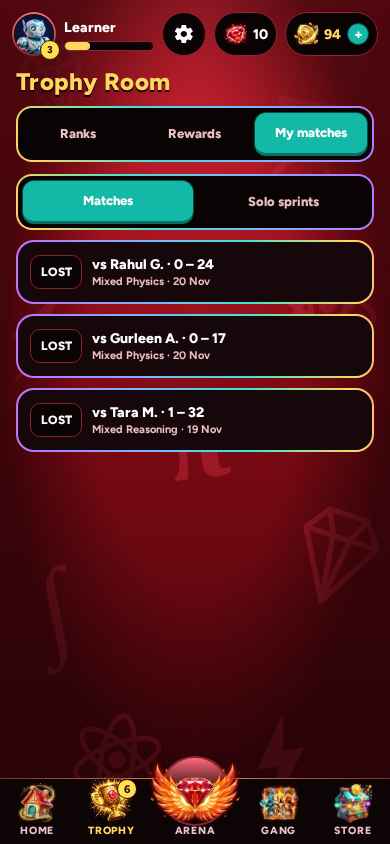 Learner
3
10
94
+
Trophy Room
Ranks
Rewards
My matches
Matches
Solo sprints
LOST
vs Rahul G. · 0 – 24
Mixed Physics · 20 Nov
LOST
vs Gurleen A. · 0 – 17
Mixed Physics · 20 Nov
LOST
vs Tara M. · 1 – 32
Mixed Reasoning · 19 Nov
π
∫
6
HOME
TROPHY
ARENA
GANG
STORE